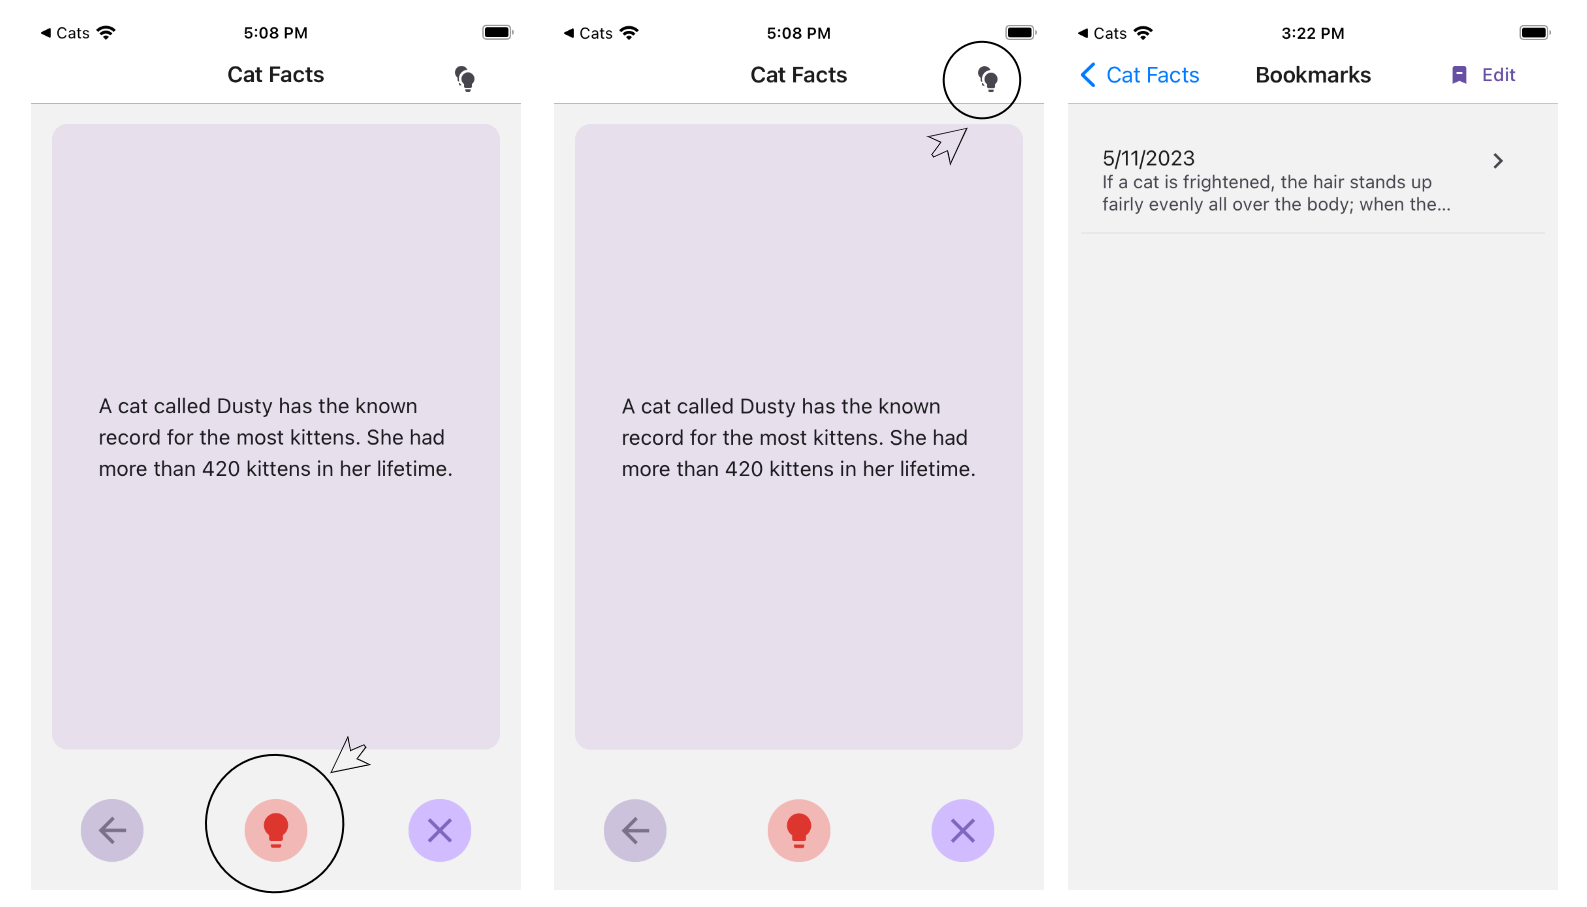 Cats
5:08 PM
Cat Facts
A cat called Dusty has the known
record for the most kittens. She had
more than 420 kittens in her lifetime.
Cats
5:08 PM
Cat Facts
A cat called Dusty has the known
record for the most kittens. She had
more than 420 kittens in her lifetime.
Cats
3:22 PM
Cat Facts
Bookmarks
Edit
5/11/2023
If a cat is frightened, the hair stands up
fairly evenly all over the body; when the...